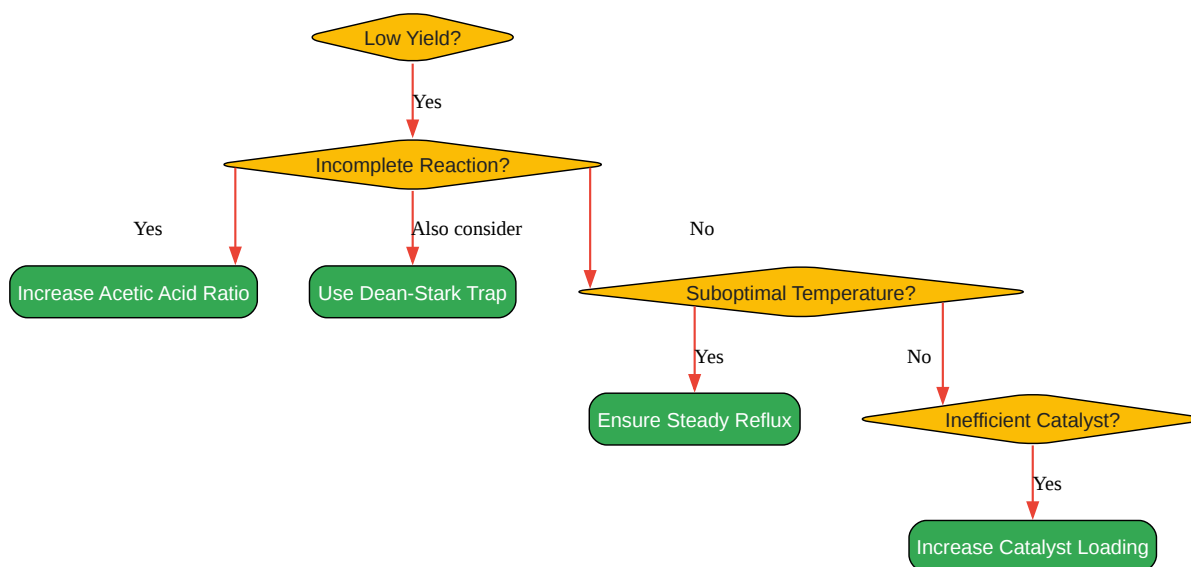 Low Yield?
Yes
Incomplete Reaction?
Yes
Also consider
No
Increase Acetic Acid Ratio
Use Dean-Stark Trap
Suboptimal Temperature?
Yes
No
Ensure Steady Reflux
Inefficient Catalyst?
Yes
Increase Catalyst Loading